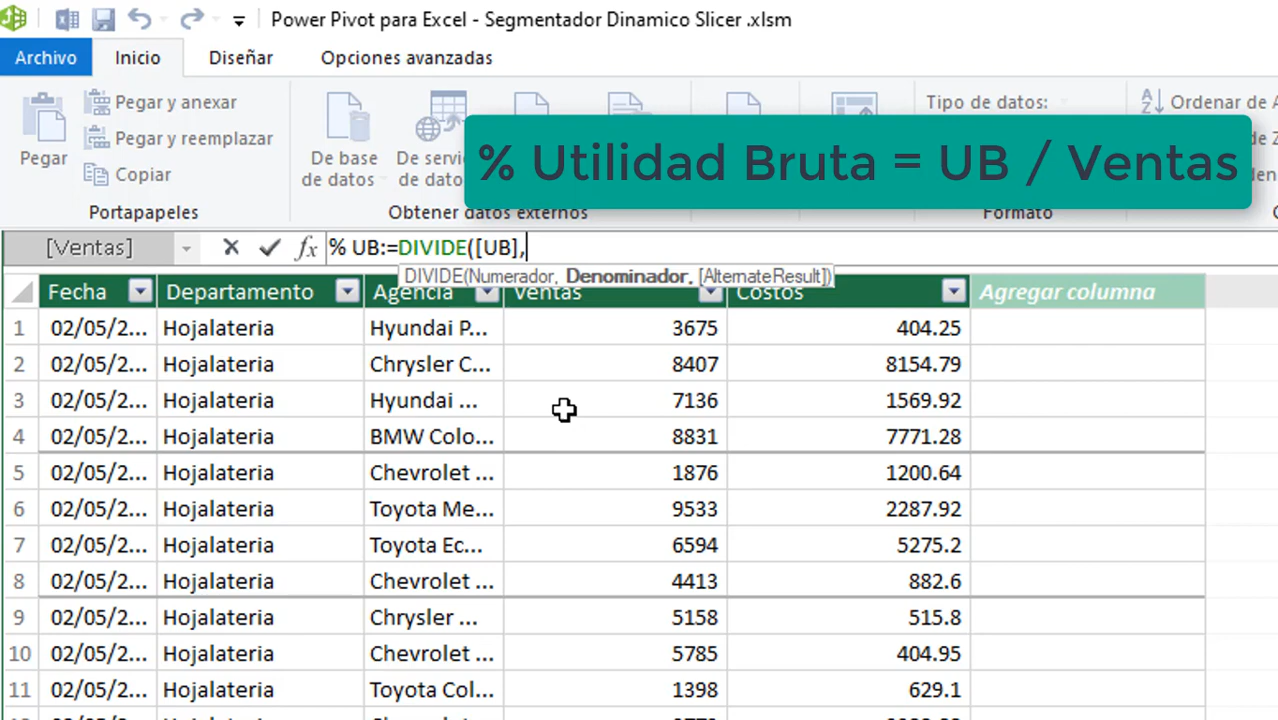 Power Pivot para Excel - Segmentador Dinamico Slicer .xlsm
Archivo Inicio Diseñar Opciones avanzadas
Pegar
Pegar y anexar
Pegar y reemplazar
Copiar
Portapapeles
De base
de datos
De servic
de dato
Obtener datos externos
Tipo de datos:
Formato
Ordenar de A
% Utilidad Bruta = UB / Ventas
[Ventas] fx % UB:=DIVIDE([UB],
DIVIDE(Numerador, Denominador, [AlternateResult])
Fecha Departamento Agencia Ventas Costos Agregar columna
1 02/05/2... Hojalateria Hyundai P... 3675 404.25
2 02/05/2... Hojalateria Chrysler C... 8407 8154.79
3 02/05/2... Hojalateria Hyundai ... 7136 1569.92
4 02/05/2... Hojalateria BMW Colo... 8831 7771.28
5 02/05/2... Hojalateria Chevrolet ... 1876 1200.64
6 02/05/2... Hojalateria Toyota Me... 9533 2287.92
7 02/05/2... Hojalateria Toyota Ec... 6594 5275.2
8 02/05/2... Hojalateria Chevrolet ... 4413 882.6
9 02/05/2... Hojalateria Chrysler ... 5158 515.8
10 02/05/2... Hojalateria Chevrolet ... 5785 404.95
11 02/05/2... Hojalateria Toyota Col... 1398 629.1